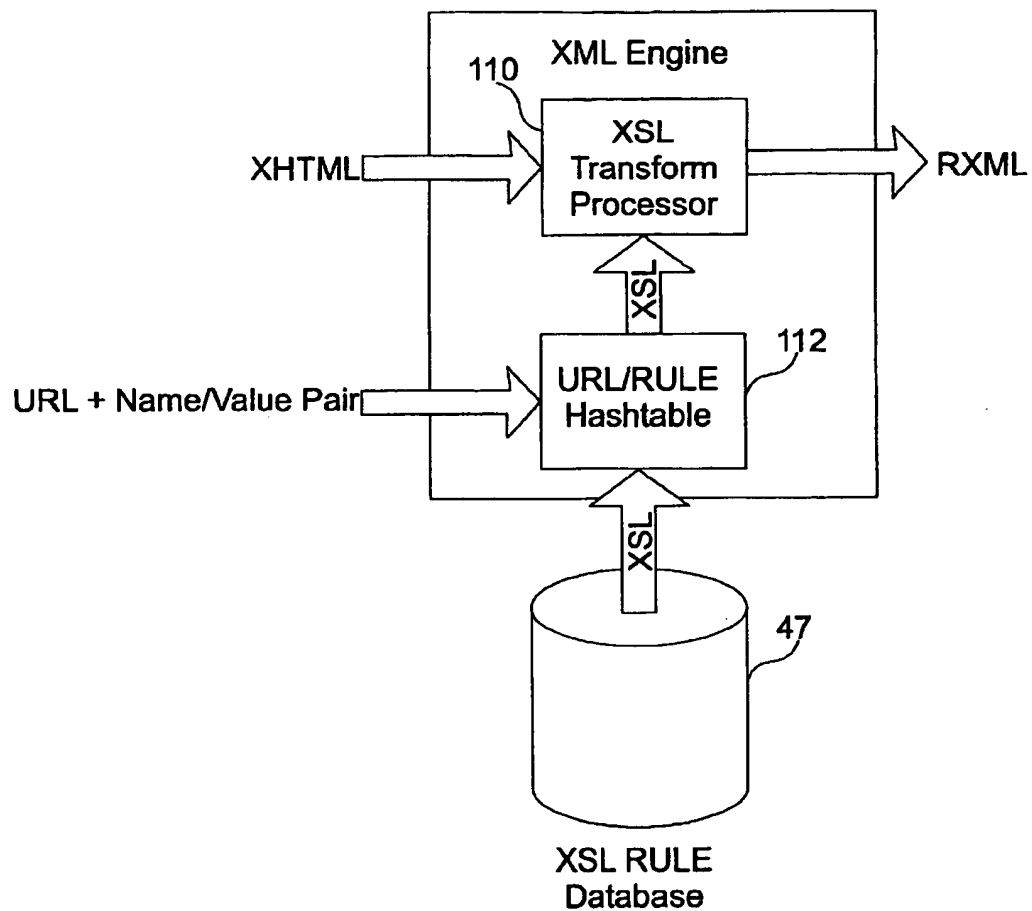 XML Engine
110
XSL
Transform
Processor
XHTML
RXML
XSL
112
URL/RULE
Hashtable
URL + Name/Value Pair
XSL
47
XSL RULE
Database